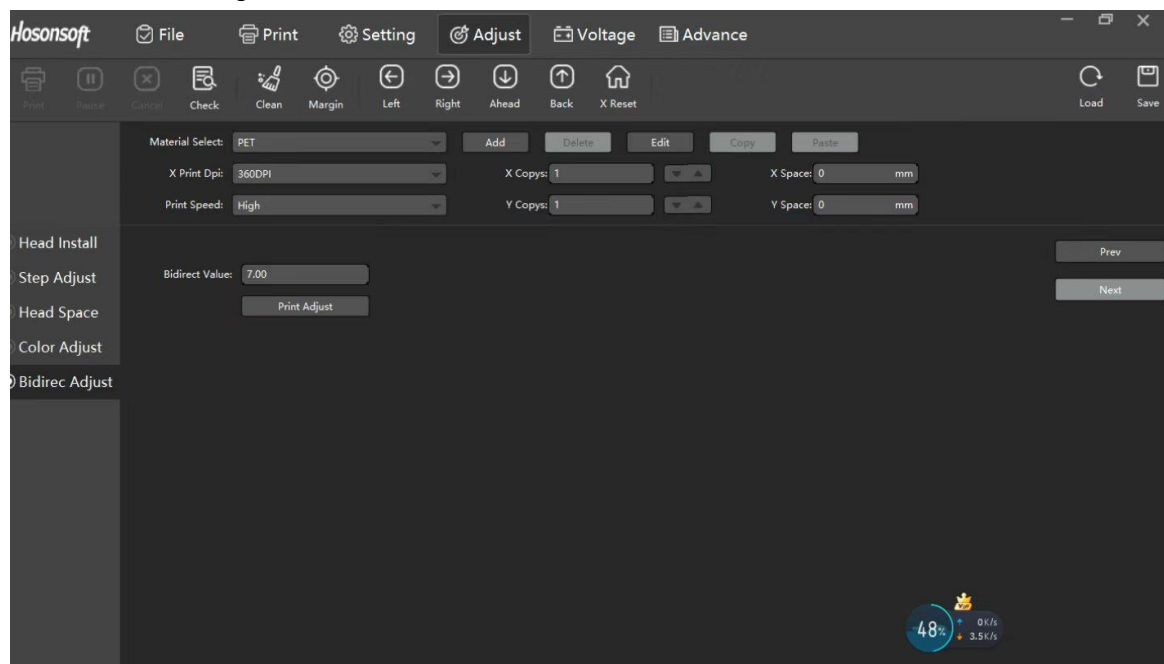 Hosonsoft File Print Setting Adjust Voltage Advance
Print Pause Cancel Check Clean Margin Left Right Ahead Back X Reset Load Save
Material Select: PET Add Delete Edit Copy Paste
X Print Dpi: 360DPI X Copys: 1 X Space: 0 mm
Print Speed: High Y Copys: 1 Y Space: 0 mm
Head Install
Prev
Step Adjust
Bidirect Value: 7.00
Next
Print Adjust
Head Space
Color Adjust
Bidirec Adjust
48%
0K/s
3.5K/s